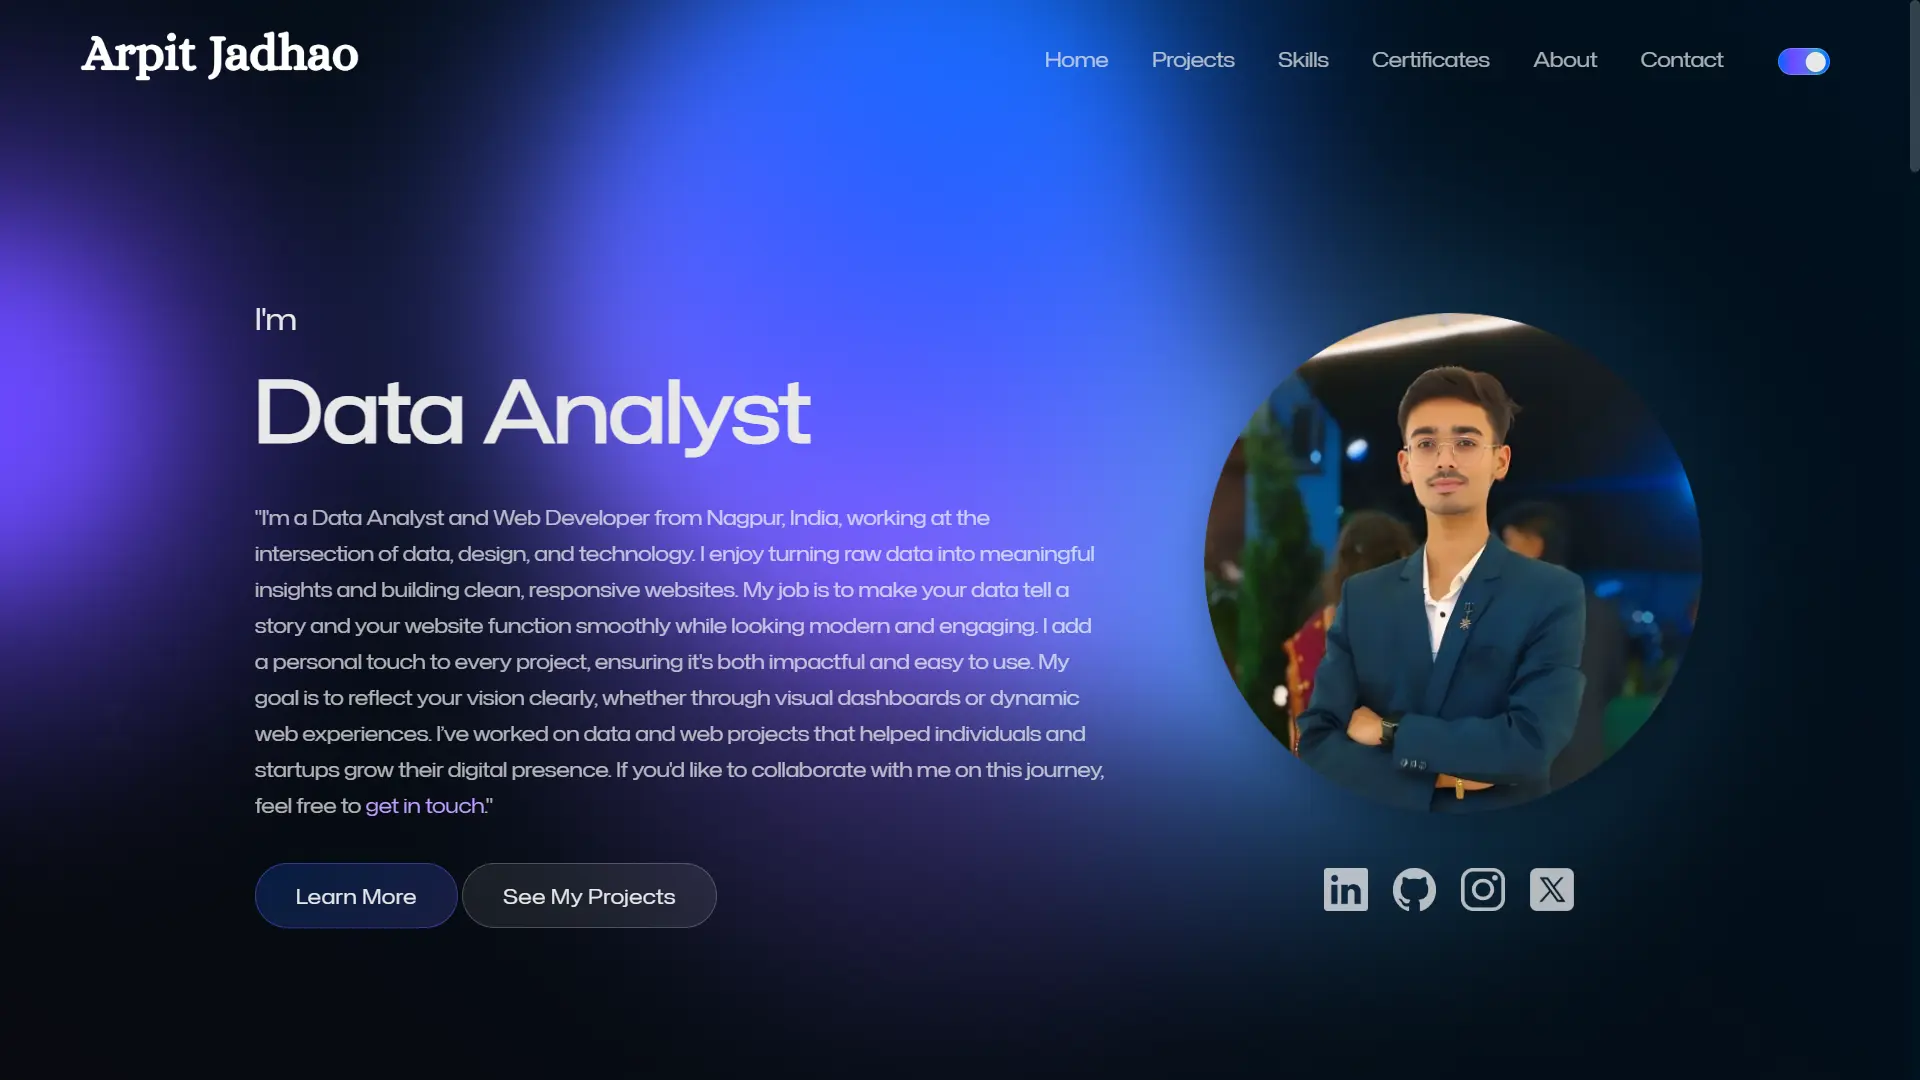 Arpit Jadhao
Home Projects Skills Certificates About Contact
I'm
Data Analyst
"I'm a Data Analyst and Web Developer from Nagpur, India, working at the
intersection of data, design, and technology. I enjoy turning raw data into meaningful
insights and building clean, responsive websites. My job is to make your data tell a
story and your website function smoothly while looking modern and engaging. I add
a personal touch to every project, ensuring it's both impactful and easy to use. My
goal is to reflect your vision clearly, whether through visual dashboards or dynamic
web experiences. I’ve worked on data and web projects that helped individuals and
startups grow their digital presence. If you'd like to collaborate with me on this journey,
feel free to get in touch."
Learn More See My Projects